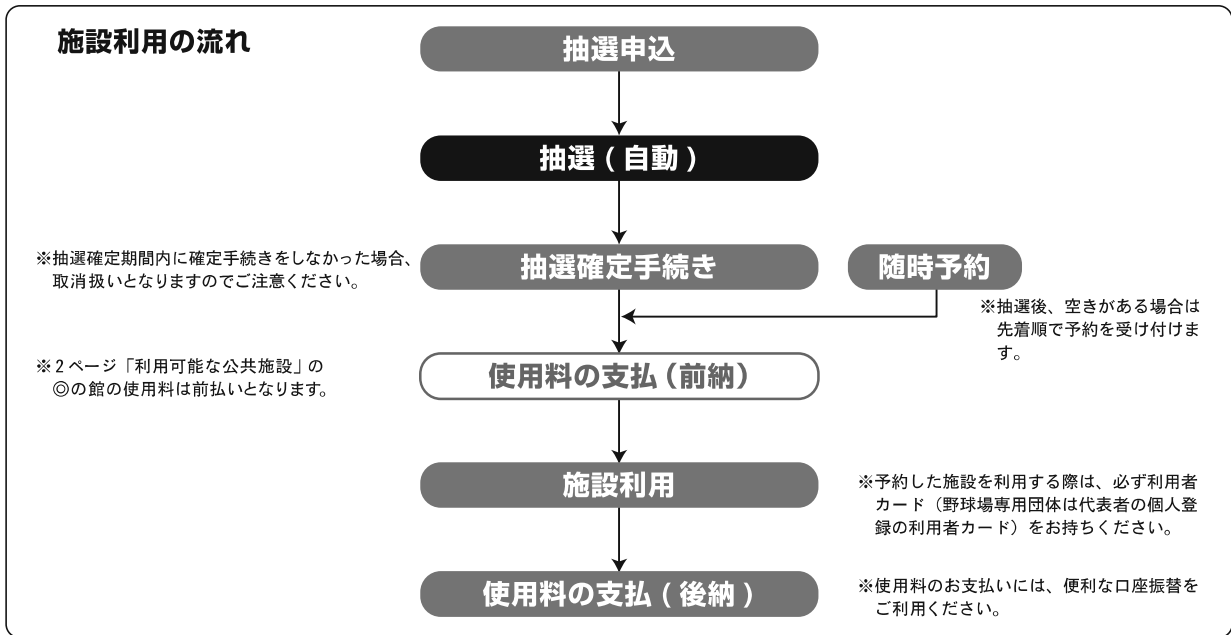 施設利用の流れ
抽選申込
抽選(自動)
※抽選確定期間内に確定手続きをしなかった場合、
取消扱いとなりますのでご注意ください。
抽選確定手続き
随時予約
※抽選後、空きがある場合は
先着順で予約を受け付けま
す。
※2ページ「利用可能な公共施設」の
◎の館の使用料は前払いとなります。
使用料の支払(前納)
施設利用
※予約した施設を利用する際は、必ず利用者
カード(野球場専用団体は代表者の個人登
録の利用者カード)をお持ちください。
使用料の支払(後納)
※使用料のお支払いには、便利な口座振替を
ご利用ください。